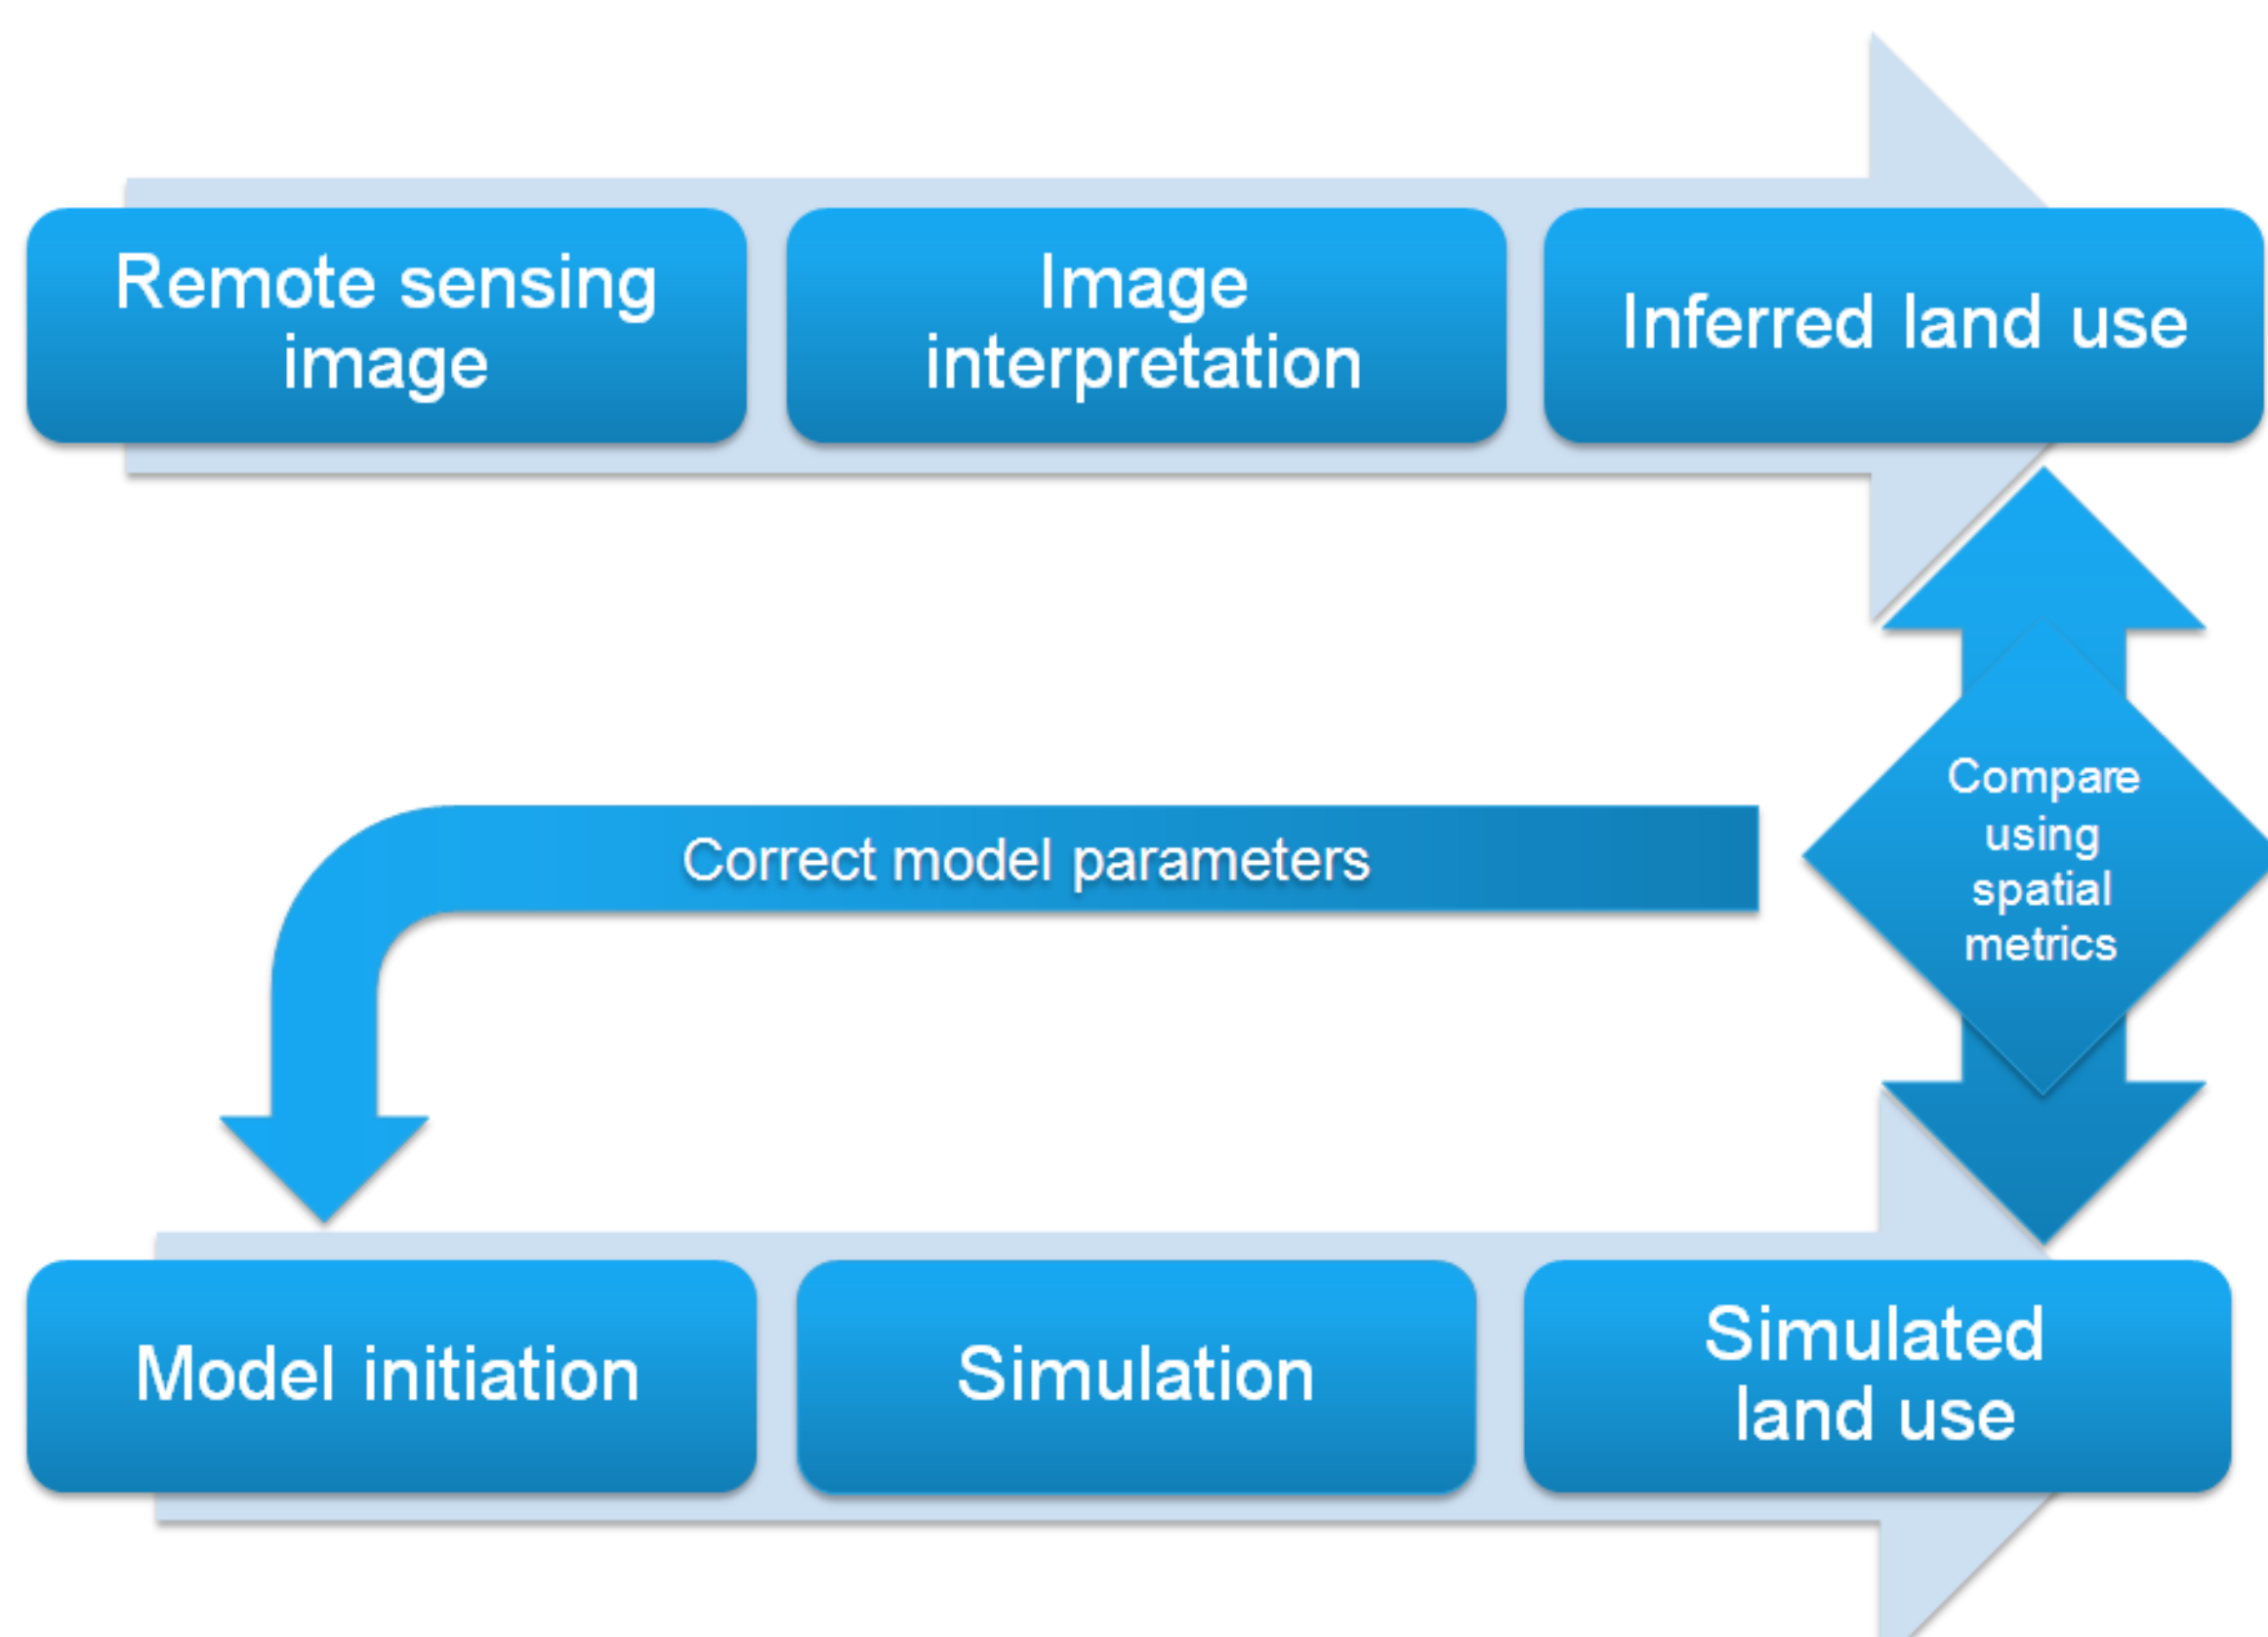 Remote sensing
image
Image
interpretation
Inferred land use
Compare
using
spatial
metrics
Correct model parameters
Model initiation
Simulation
Simulated
land use